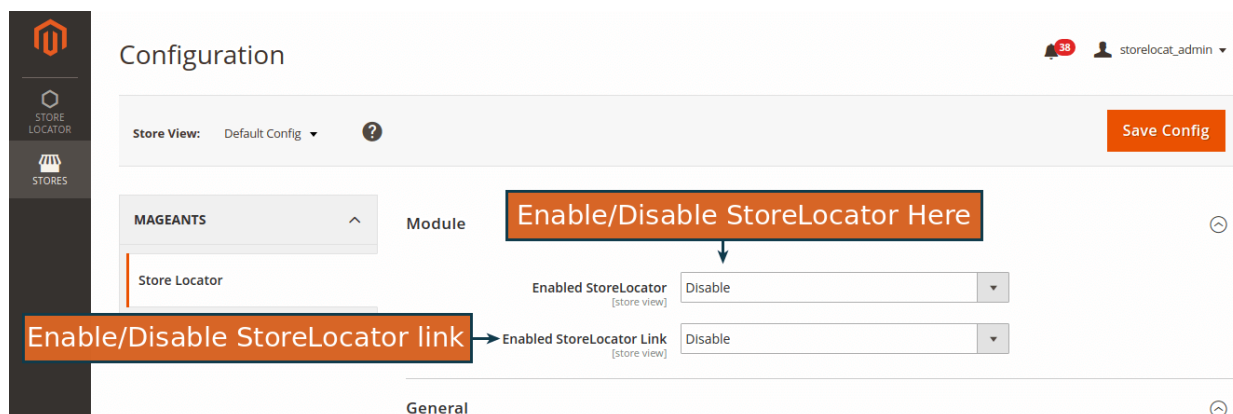 Configuration
38
storelocat_admin
STORE
LOCATOR
Store View: Default Config
?
Save Config
STORES
MAGEANTS
Module
Enable/Disable StoreLocator Here
Store Locator
Enabled StoreLocator Disable
[store view]
Enable/Disable StoreLocator link
Enabled StoreLocator Link Disable
[store view]
General